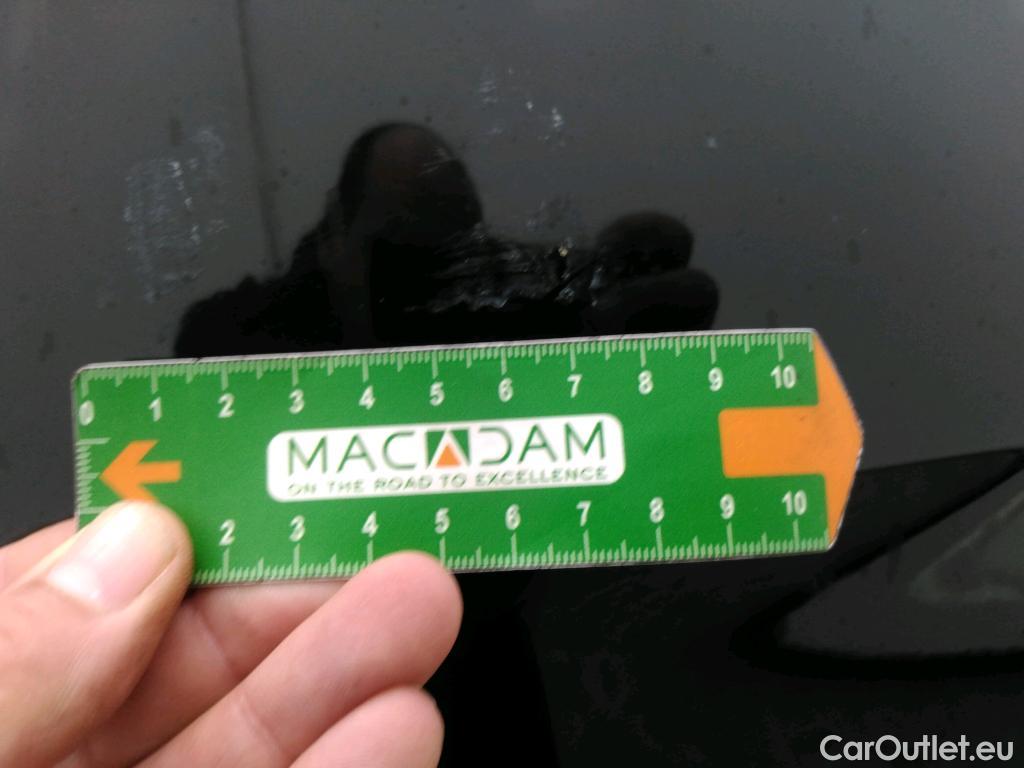 0 1 2 3 4 5 6 7 8 9 10
MACADAM
ON THE ROAD TO EXCELLENCE
2 3 4 5 6 7 8 9 10
CarOutlet.eu